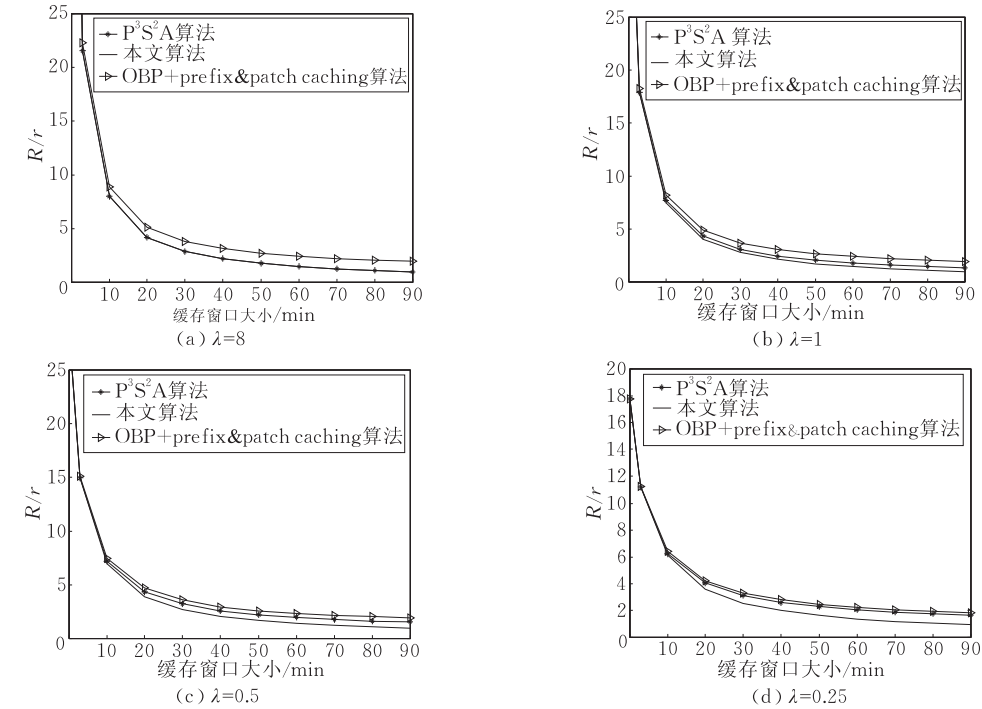 25
20
15
10
5
0
R/r
P³S²A算法
本文算法
OBP+prefix&patch caching算法
10 20 30 40 50 60 70 80 90
缓存窗口大小/min
(a) λ=8
25
20
15
10
5
0
R/r
P³S²A 算法
本文算法
OBP+prefix&patch caching算法
10 20 30 40 50 60 70 80 90
缓存窗口大小/min
(b) λ=1
25
20
15
10
5
0
R/r
P³S²A算法
本文算法
OBP+prefix&patch caching算法
10 20 30 40 50 60 70 80 90
缓存窗口大小/min
(c) λ=0.5
20
18
16
14
12
10
8
6
4
2
0
R/r
P³S²A算法
本文算法
OBP+prefix&patch caching算法
10 20 30 40 50 60 70 80 90
缓存窗口大小/min
(d) λ=0.25